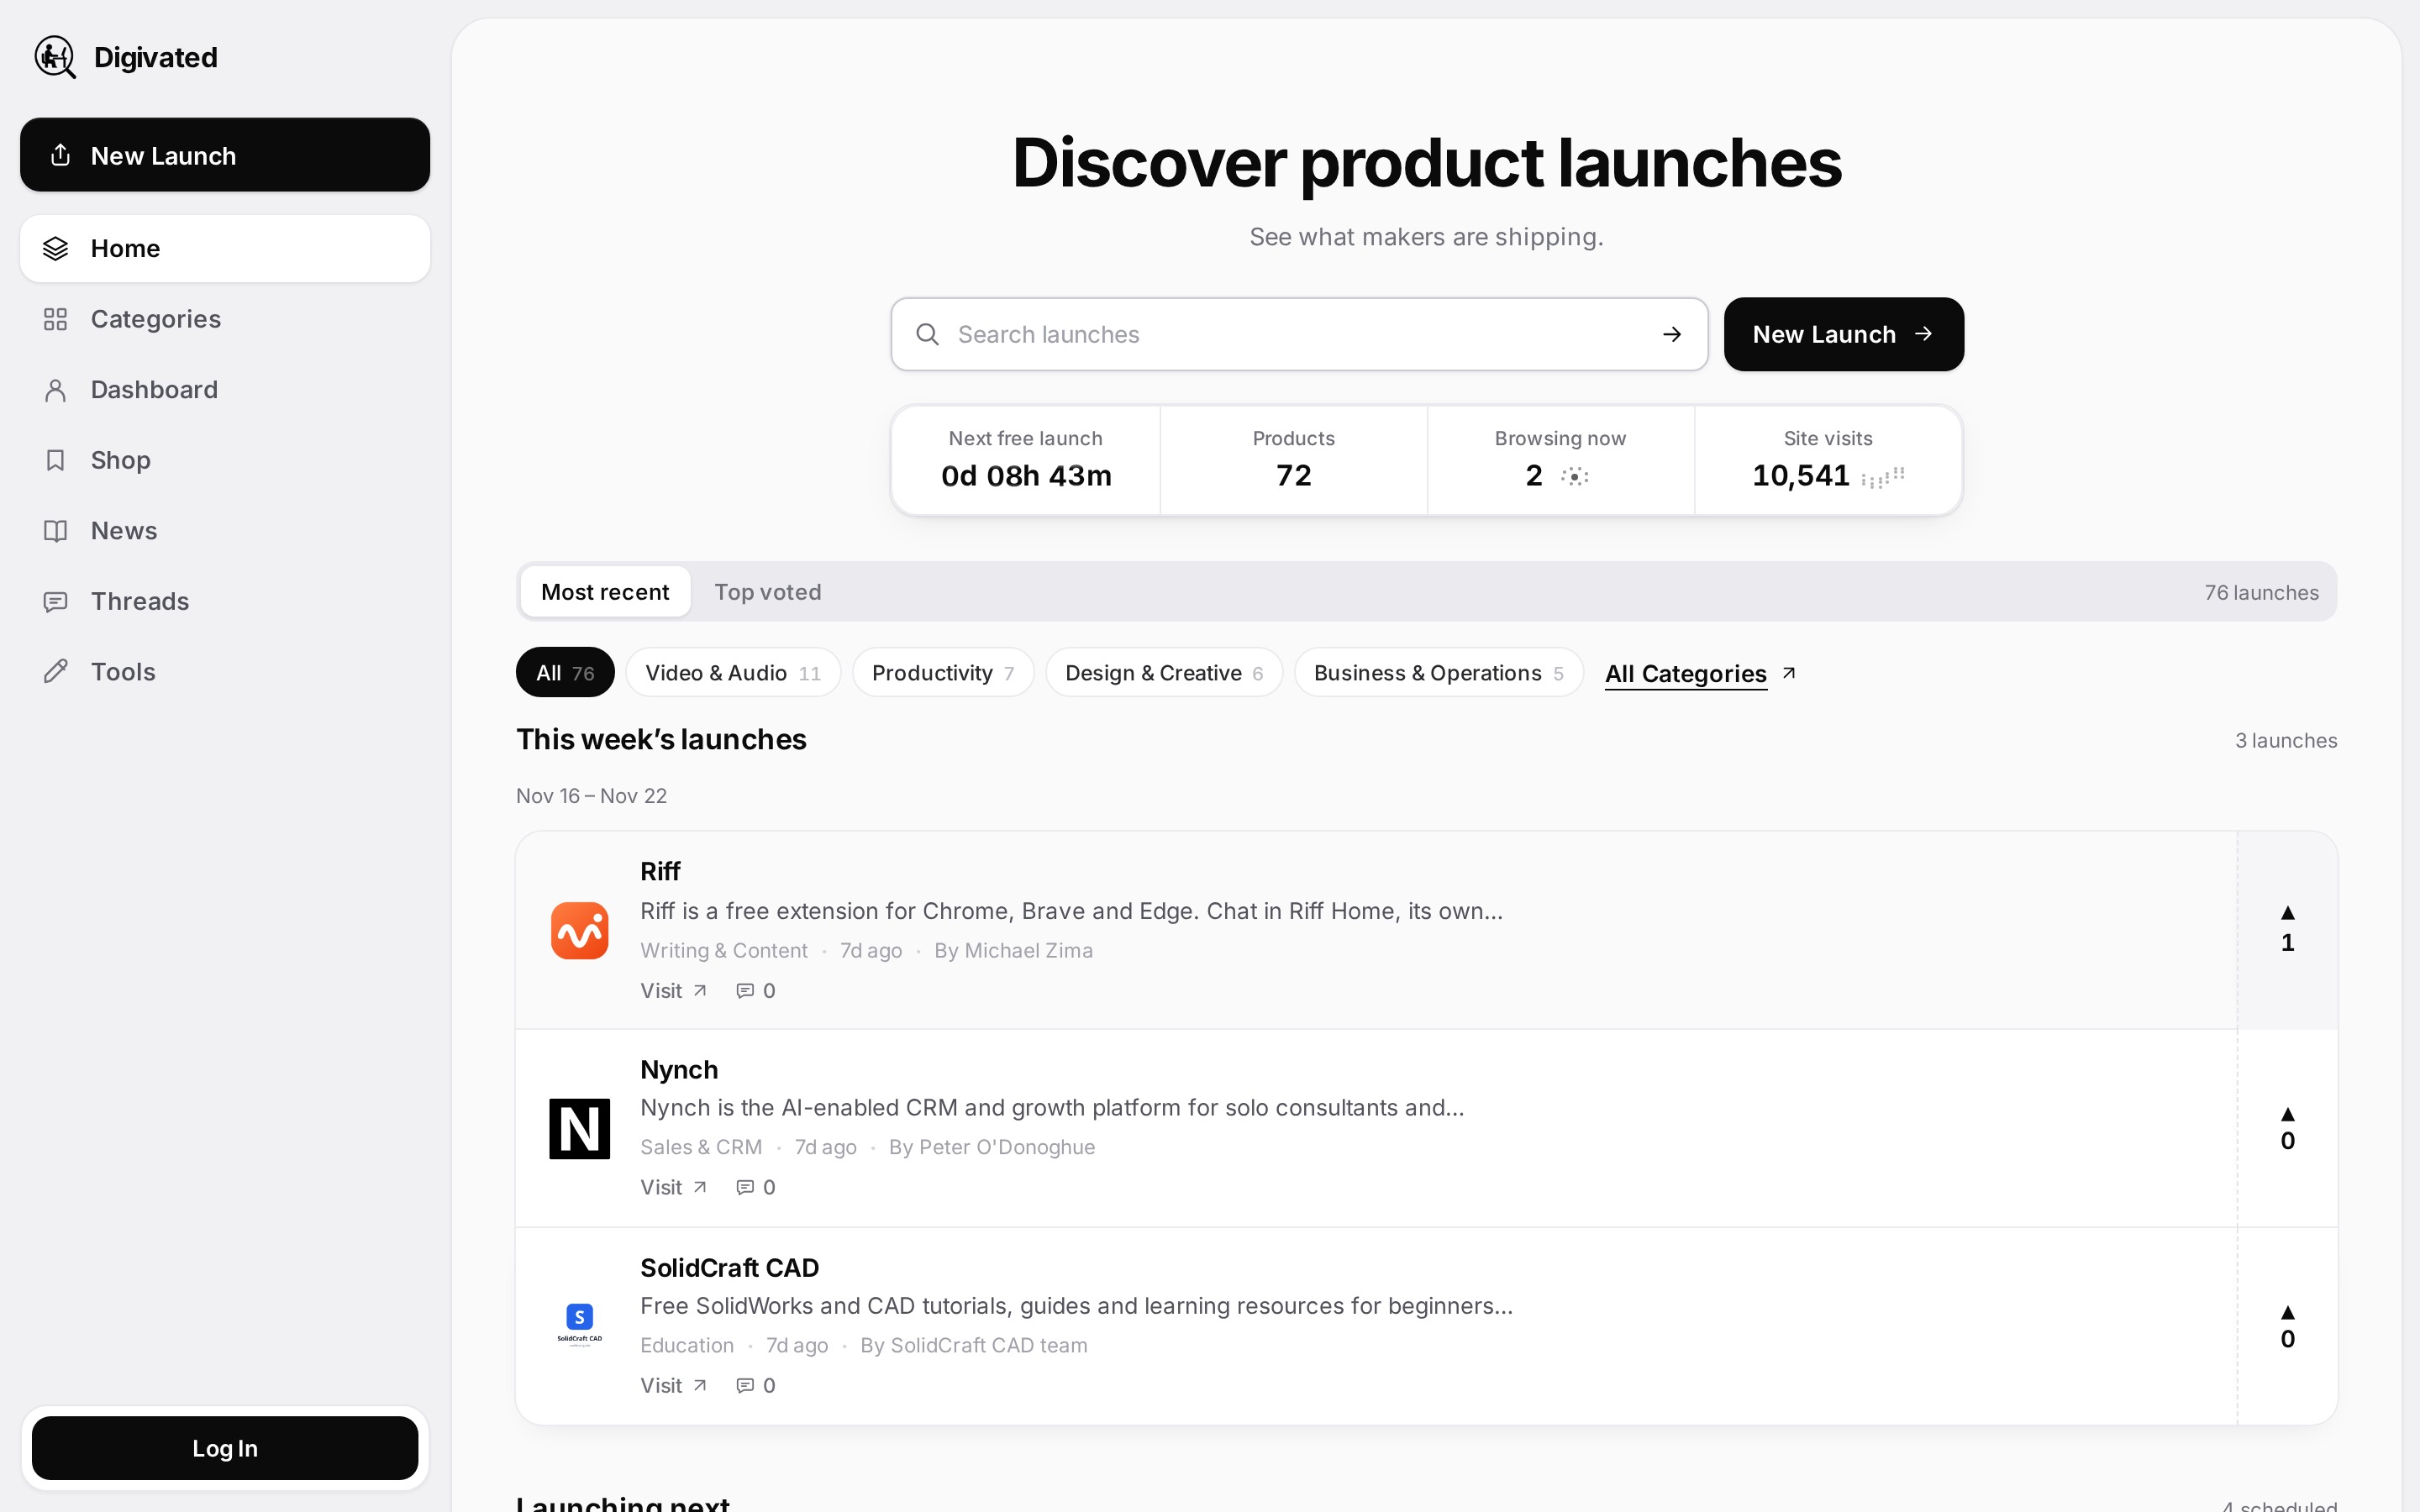 Digivated
New Launch
Home
Categories
Dashboard
Shop
News
Threads
Tools
Log In
Discover product launches
See what makers are shipping.
Search launches
New Launch
Next free launch
0d 08h 43m
Products
72
Browsing now
2
Site visits
10,541
Most recent
Top voted
76 launches
All 76
Video & Audio 11
Productivity 7
Design & Creative 6
Business & Operations 5
All Categories
This week’s launches
3 launches
Nov 16 – Nov 22
Riff
Riff is a free extension for Chrome, Brave and Edge. Chat in Riff Home, its own...
Writing & Content · 7d ago · By Michael Zima
Visit 0
1
N
Nynch
Nynch is the AI-enabled CRM and growth platform for solo consultants and...
Sales & CRM · 7d ago · By Peter O'Donoghue
Visit 0
0
S
SolidCraft CAD
SolidCraft CAD
Free SolidWorks and CAD tutorials, guides and learning resources for beginners...
Education · 7d ago · By SolidCraft CAD team
Visit 0
0
Launching next
4 scheduled